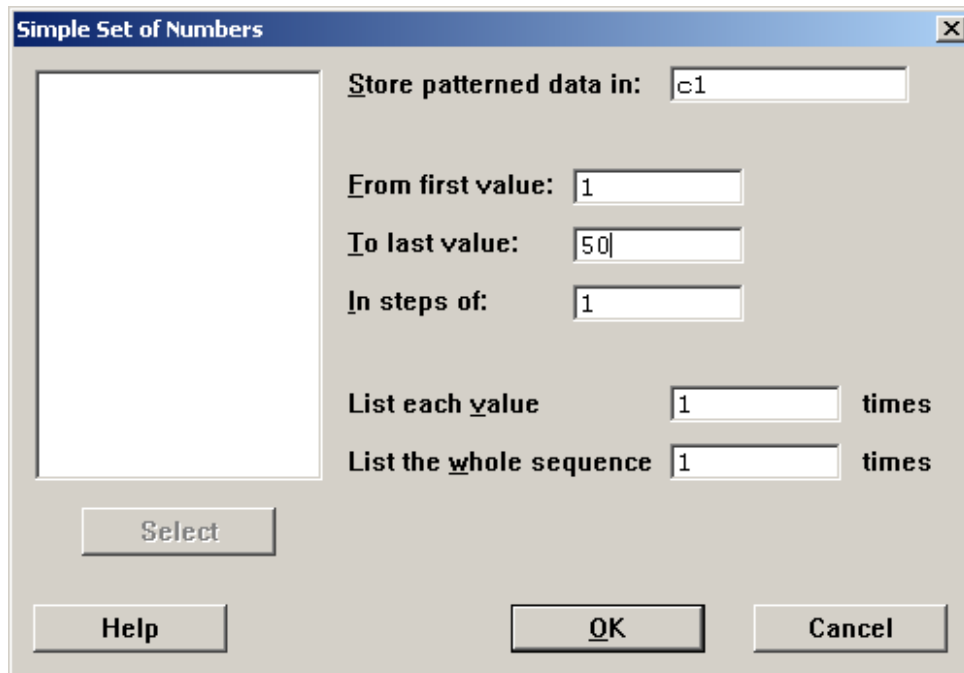 Simple Set of Numbers
Store patterned data in: c1
From first value: 1
To last value: 50
In steps of: 1
List each value 1 times
List the whole sequence 1 times
Select
Help OK Cancel